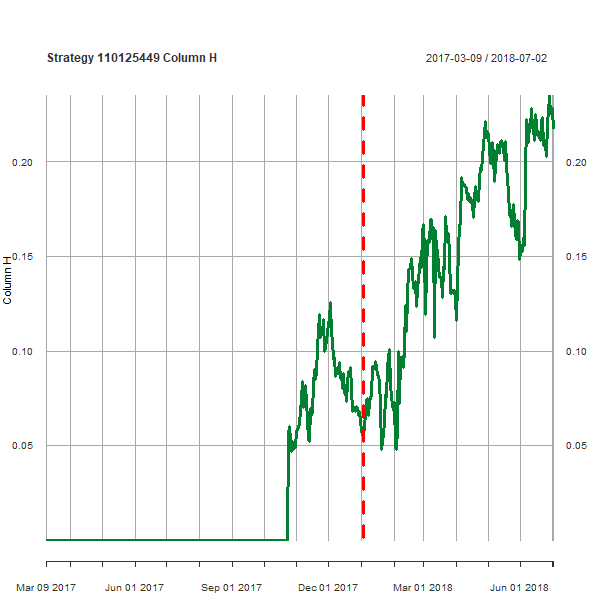 Strategy 110125449 Column H
2017-03-09 / 2018-07-02
0.20
0.20
0.15
0.15
Column H
0.10
0.10
0.05
0.05
Mar 09 2017
Jun 01 2017
Sep 01 2017
Dec 01 2017
Mar 01 2018
Jun 01 2018